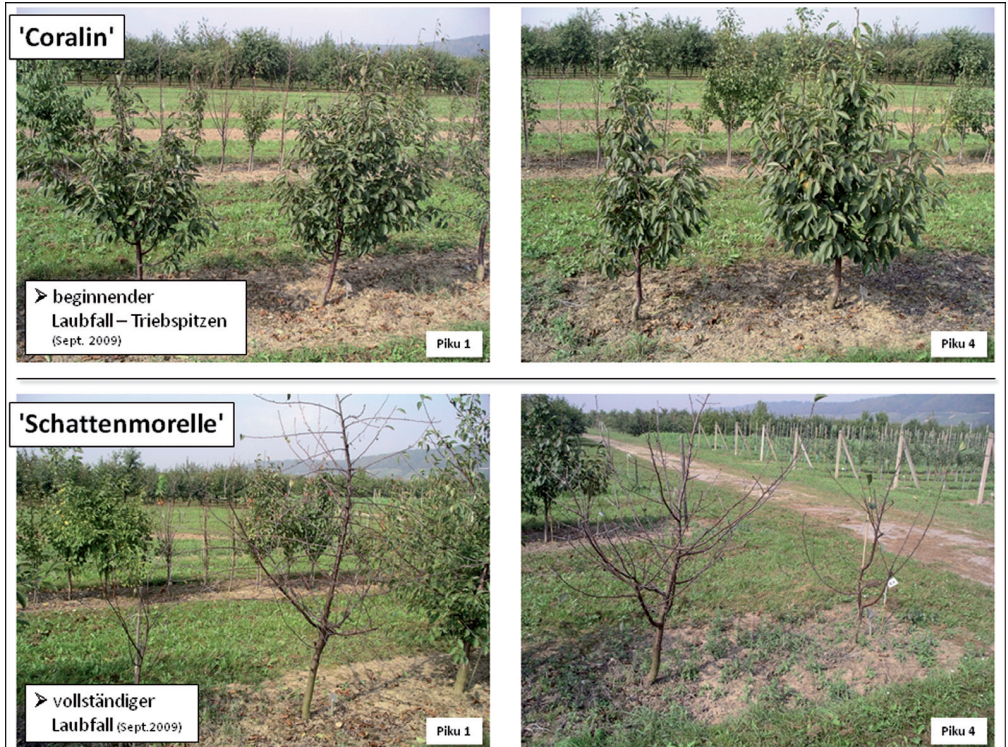 'Coralin'
➢ beginnender
Laubfall – Triebspitzen
(Sept. 2009)
Piku 1
Piku 4
'Schattenmorelle'
➢ vollständiger
Laubfall (Sept.2009)
Piku 1
Piku 4